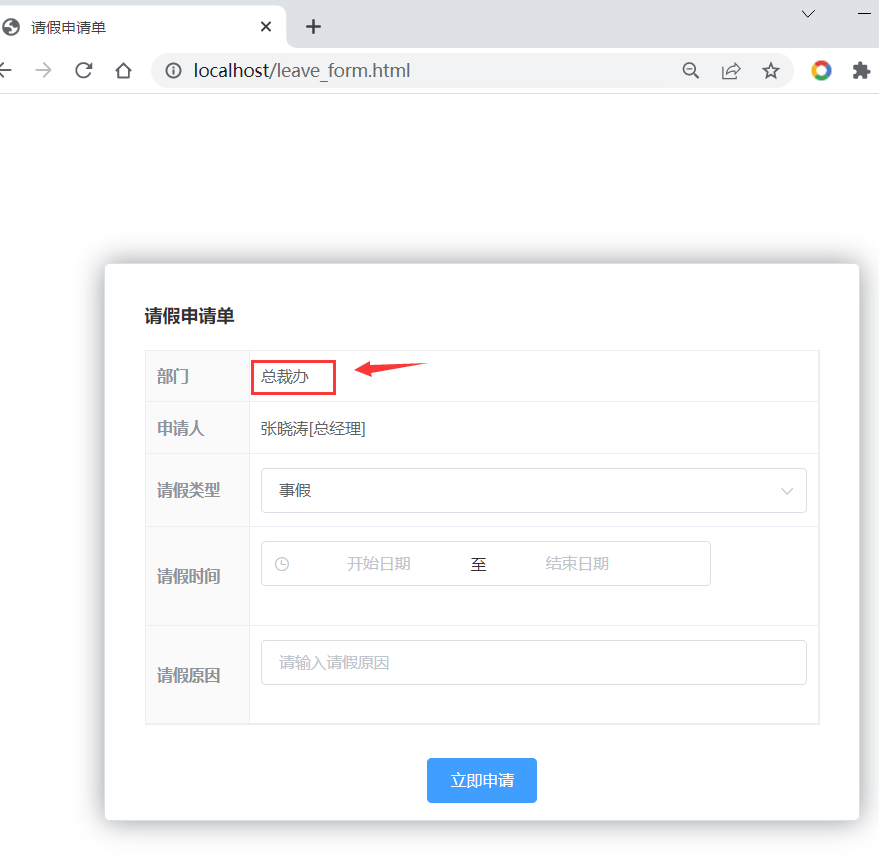 请假申请单
localhost/leave_form.html
请假申请单
部门 总裁办
申请人 张晓涛[总经理]
请假类型 事假
请假时间 开始日期 至 结束日期
请假原因 请输入请假原因
立即申请